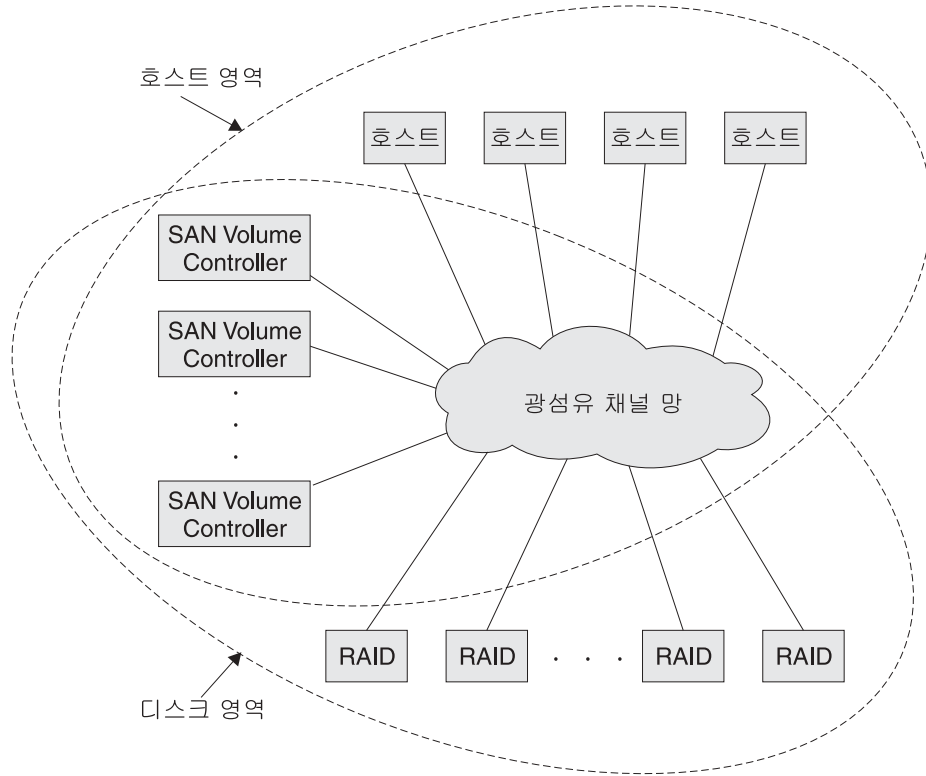 호스트 영역
호스트 호스트 호스트 호스트
SAN Volume
Controller
SAN Volume
Controller
광섬유 채널 망
SAN Volume
Controller
RAID RAID . . . RAID RAID
디스크 영역